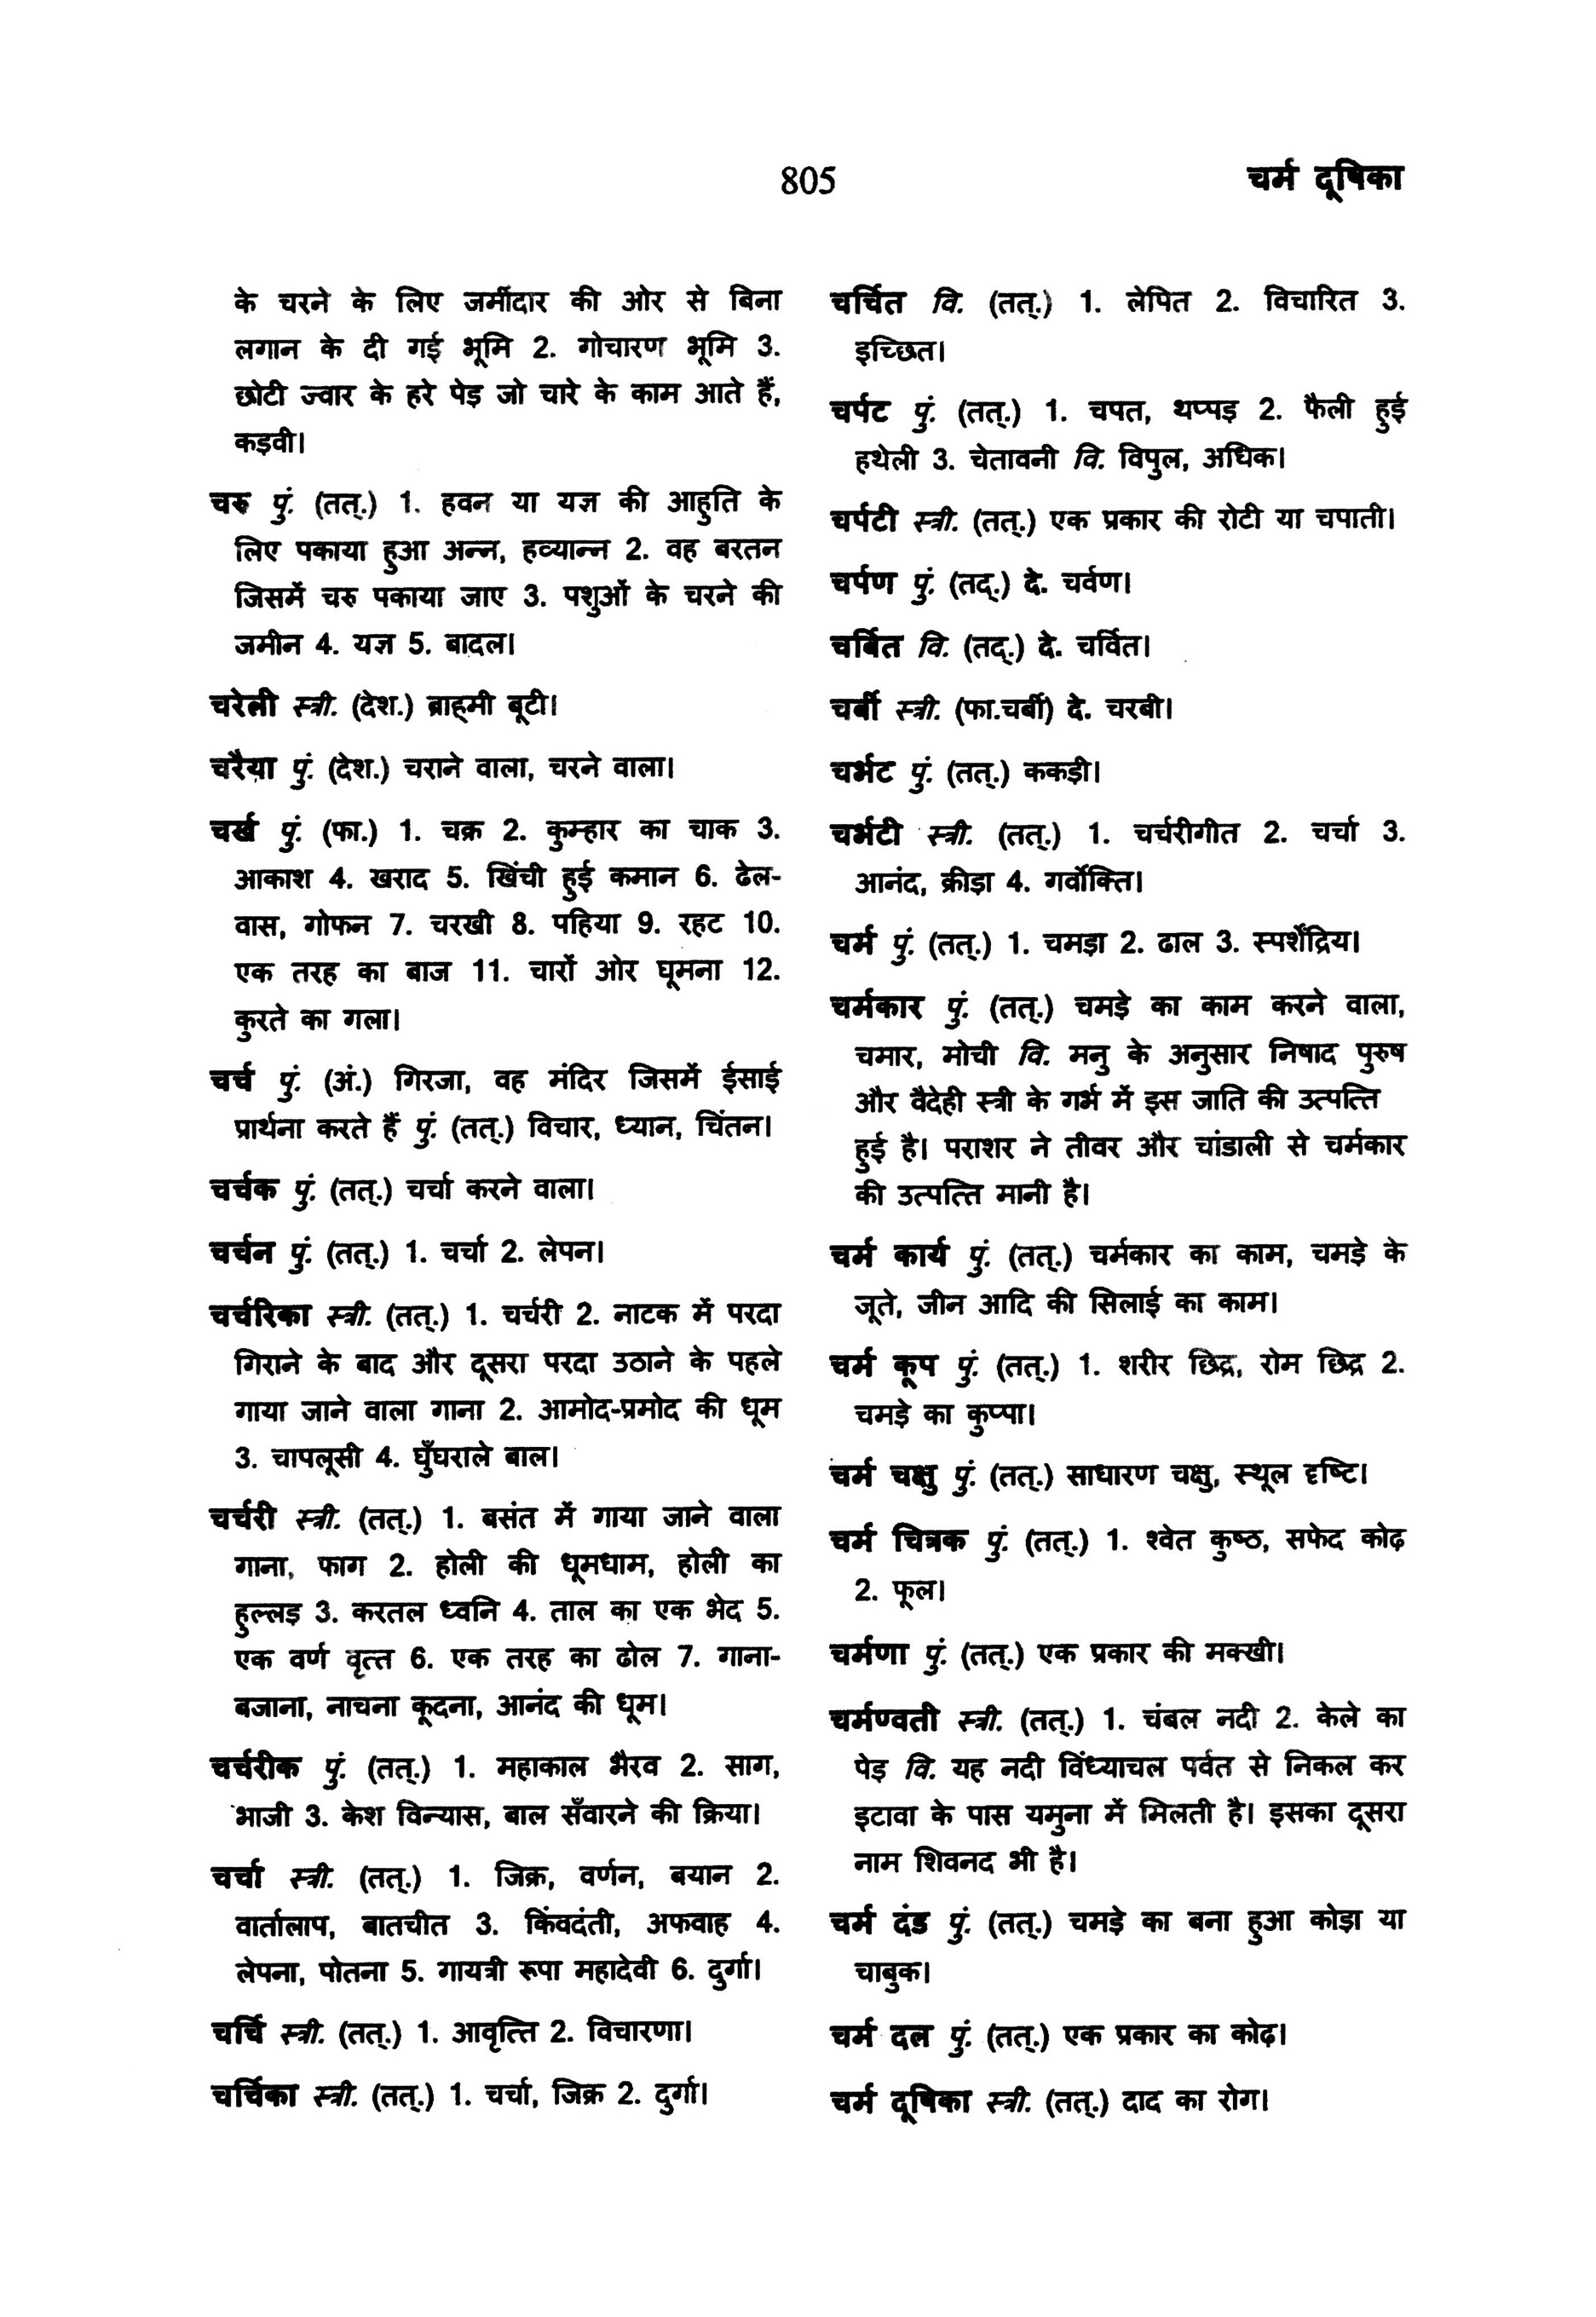 805
चर्म दूषिका
के चरने के लिए जमींदार की ओर से बिना
लगान के दी गई भूमि 2. गोचारण भूमि 3.
छोटी ज्वार के हरे पेड़ जो चारे के काम आते हैं,
कड़वी।
चरु पुं. (तत्.) 1. हवन या यज्ञ की आहुति के
लिए पकाया हुआ अन्न, हव्यान्न 2. वह बरतन
जिसमें चरु पकाया जाए 3. पशुओं के चरने की
जमीन 4. यज्ञ 5. बादल।
चरेली स्त्री. (देश.) ब्राह्मी बूटी।
चरैया पुं. (देश.) चराने वाला, चरने वाला।
चर्ख पुं. (फा.) 1. चक्र 2. कुम्हार का चाक 3.
आकाश 4. खराद 5. खिंची हुई कमान 6. ढेल-
वास, गोफन 7. चरखी 8. पहिया 9. रहट 10.
एक तरह का बाज 11. चारों ओर घूमना 12.
कुरते का गला।
चर्च पुं. (अं.) गिरजा, वह मंदिर जिसमें ईसाई
प्रार्थना करते हैं पुं. (तत्.) विचार, ध्यान, चिंतन।
चर्चक पुं. (तत्.) चर्चा करने वाला।
चर्चन पुं. (तत्.) 1. चर्चा 2. लेपन।
चर्चरिका स्त्री. (तत्.) 1. चर्चरी 2. नाटक में परदा
गिराने के बाद और दूसरा परदा उठाने के पहले
गाया जाने वाला गाना 2. आमोद-प्रमोद की धूम
3. चापलूसी 4. घुँघराले बाल।
चर्चरी स्त्री. (तत्.) 1. बसंत में गाया जाने वाला
गाना, फाग 2. होली की धूमधाम, होली का
हुल्लड़ 3. करतल ध्वनि 4. ताल का एक भेद 5.
एक वर्ण वृत्त 6. एक तरह का ढोल 7. गाना-
बजाना, नाचना कूदना, आनंद की धूम।
चर्चरीक पुं. (तत्.) 1. महाकाल भैरव 2. साग,
भाजी 3. केश विन्यास, बाल सँवारने की क्रिया।
चर्चा स्त्री. (तत्.) 1. जिक्र, वर्णन, बयान 2.
वार्तालाप, बातचीत 3. किंवदंती, अफवाह 4.
लेपना, पोतना 5. गायत्री रूपा महादेवी 6. दुर्गा।
चर्चि स्त्री. (तत्.) 1. आवृत्ति 2. विचारणा।
चर्चिका स्त्री. (तत्.) 1. चर्चा, जिक्र 2. दुर्गा।
चर्चित वि. (तत्.) 1. लेपित 2. विचारित 3.
इच्छित।
चर्पट पुं. (तत्.) 1. चपत, थप्पड़ 2. फैली हुई
हथेली 3. चेतावनी वि. विपुल, अधिक।
चर्पटी स्त्री. (तत्.) एक प्रकार की रोटी या चपाती।
चर्पण पुं. (तद्.) दे. चर्वण।
चर्बित वि. (तद्.) दे. चर्वित।
चर्बी स्त्री. (फा.चर्बी) दे. चरबी।
चर्भट पुं. (तत्.) ककड़ी।
चर्भटी स्त्री. (तत्.) 1. चर्चरीगीत 2. चर्चा 3.
आनंद, क्रीड़ा 4. गर्वोक्ति।
चर्म पुं. (तत्.) 1. चमड़ा 2. ढाल 3. स्पर्शेंद्रिय।
चर्मकार पुं. (तत्.) चमड़े का काम करने वाला,
चमार, मोची वि. मनु के अनुसार निषाद पुरुष
और वैदेही स्त्री के गर्भ में इस जाति की उत्पत्ति
हुई है। पराशर ने तीवर और चांडाली से चर्मकार
की उत्पत्ति मानी है।
चर्म कार्य पुं. (तत्.) चर्मकार का काम, चमड़े के
जूते, जीन आदि की सिलाई का काम।
चर्म कूप पुं. (तत्.) 1. शरीर छिद्र, रोम छिद्र 2.
चमड़े का कुप्पा।
चर्म चक्षु पुं. (तत्.) साधारण चक्षु, स्थूल दृष्टि।
चर्म चित्रक पुं. (तत्.) 1. श्वेत कुष्ठ, सफेद कोढ़
2. फूल।
चर्मणा पुं. (तत्.) एक प्रकार की मक्खी।
चर्मण्वती स्त्री. (तत्.) 1. चंबल नदी 2. केले का
पेड़ वि. यह नदी विंध्याचल पर्वत से निकल कर
इटावा के पास यमुना में मिलती है। इसका दूसरा
नाम शिवनद भी है।
चर्म दंड पुं. (तत्.) चमड़े का बना हुआ कोड़ा या
चाबुक।
चर्म दल पुं. (तत्.) एक प्रकार का कोढ़।
चर्म दूषिका स्त्री. (तत्.) दाद का रोग।